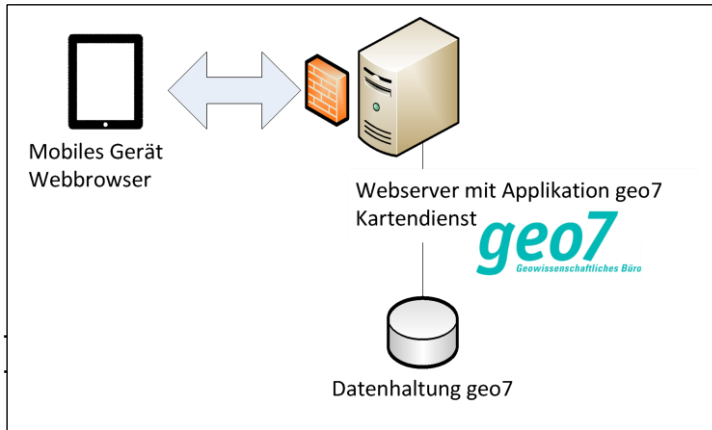 Mobiles Gerät
Webbrowser
Webserver mit Applikation geo7
Kartendienst
geo7
Geowissenschaftliches Büro
Datenhaltung geo7